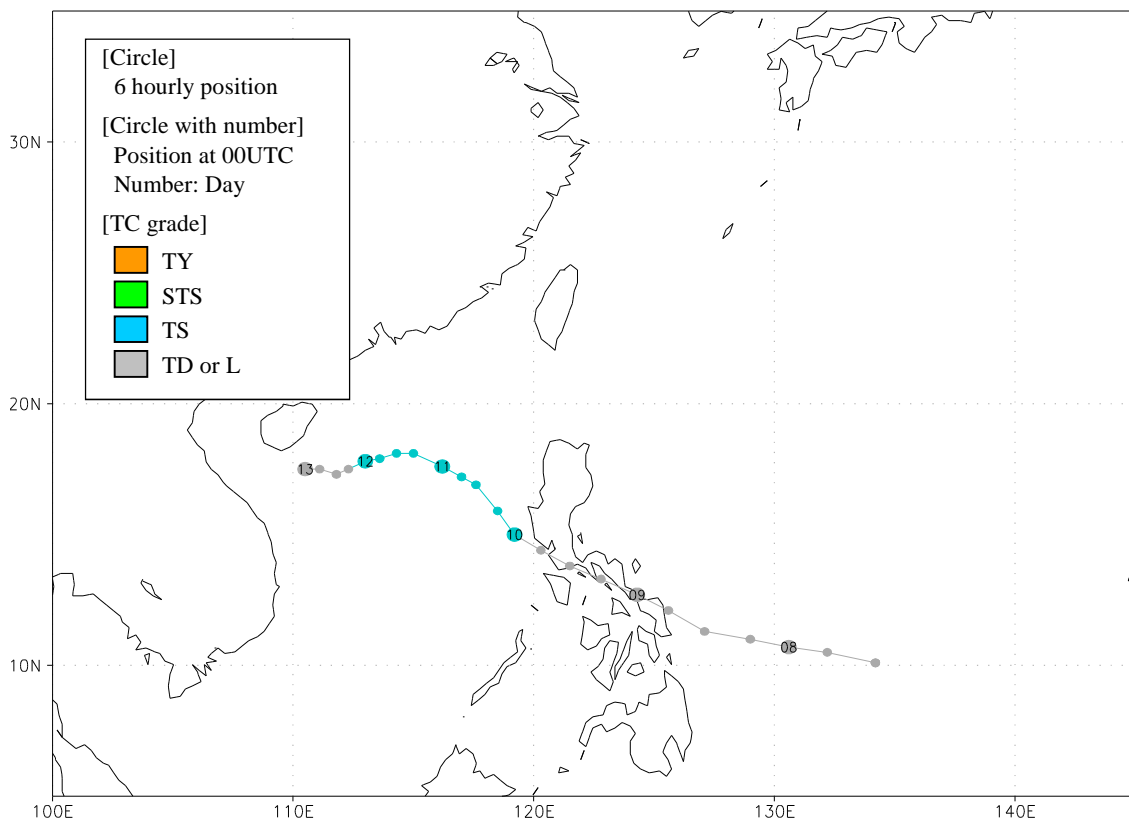 [Circle]
6 hourly position
[Circle with number]
Position at 00UTC
Number: Day
[TC grade]
TY
STS
TS
TD or L
30N
20N
10N
13
12
11
10
09
08
100E
110E
120E
130E
140E